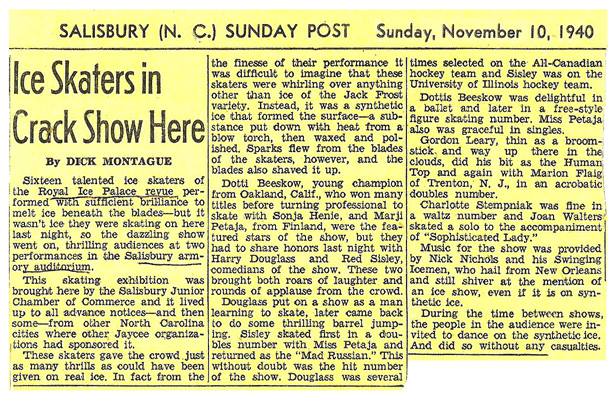 SALISBURY (N. C.) SUNDAY POST Sunday, November 10, 1940
Ice Skaters in
Crack Show Here
By DICK MONTAGUE
Sixteen talented ice skaters of
the Royal Ice Palace revue per-
formed with sufficient brilliance to
melt ice beneath the blades—but it
wasn't ice they were skating on here
last night, so the dazzling show
went on, thrilling audiences at two
performances in the Salisbury arm-
ory auditorium.
This skating exhibition was
brought here by the Salisbury Junior
Chamber of Commerce and it lived
up to all advance notices—and then
some—from other North Carolina
cities where other Jaycee organiza-
tions had sponsored it.
These skaters gave the crowd just
as many thrills as could have been
given on real ice. In fact from the
the finesse of their performance it
was difficult to imagine that these
skaters were whirling over anything
other than ice of the Jack Frost
variety. Instead, it was a synthetic
ice that formed the surface—a sub-
stance put down with heat from a
blow torch, then waxed and pol-
ished. Sparks flew from the blades
of the skaters, however, and the
blades also shaved it up.
Dotti Beeskow, young champion
from Oakland, Calif., who won many
titles before turning professional to
skate with Sonja Henie, and Marji
Petaja, from Finland, were the fea-
tured stars of the show, but they
had to share honors last night with
Harry Douglass and Red Sisley,
comedians of the show. These two
brought both roars of laughter and
rounds of applause from the crowd.
Douglass put on a show as a man
learning to skate, later came back
to do some thrilling barrel jump-
ing. Sisley skated first in a dou-
bles number with Miss Petaja and
returned as the "Mad Russian." This
without doubt was the hit number
of the show. Douglass was several
times selected on the All-Canadian
hockey team and Sisley was on the
University of Illinois hockey team.
Dottis Beeskow was delightful in
a ballet and later in a free-style
figure skating number. Miss Petaja
also was graceful in singles.
Gordon Leary, thin as a broom-
stick and way up there in the
clouds, did his bit as the Human
Top and again with Marion Flaig
of Trenton, N. J., in an acrobatic
doubles number.
Charlotte Stempniak was fine in
a waltz number and Joan Walters
skated a solo to the accompaniment
of "Sophisticated Lady."
Music for the show was provided
by Nick Nichols and his Swinging
Icemen, who hail from New Orleans
and still shiver at the mention of
an ice show, even if it is on syn-
thetic ice.
During the time between shows,
the people in the audience were in-
vited to dance on the synthetic ice.
And did so without any casualties.